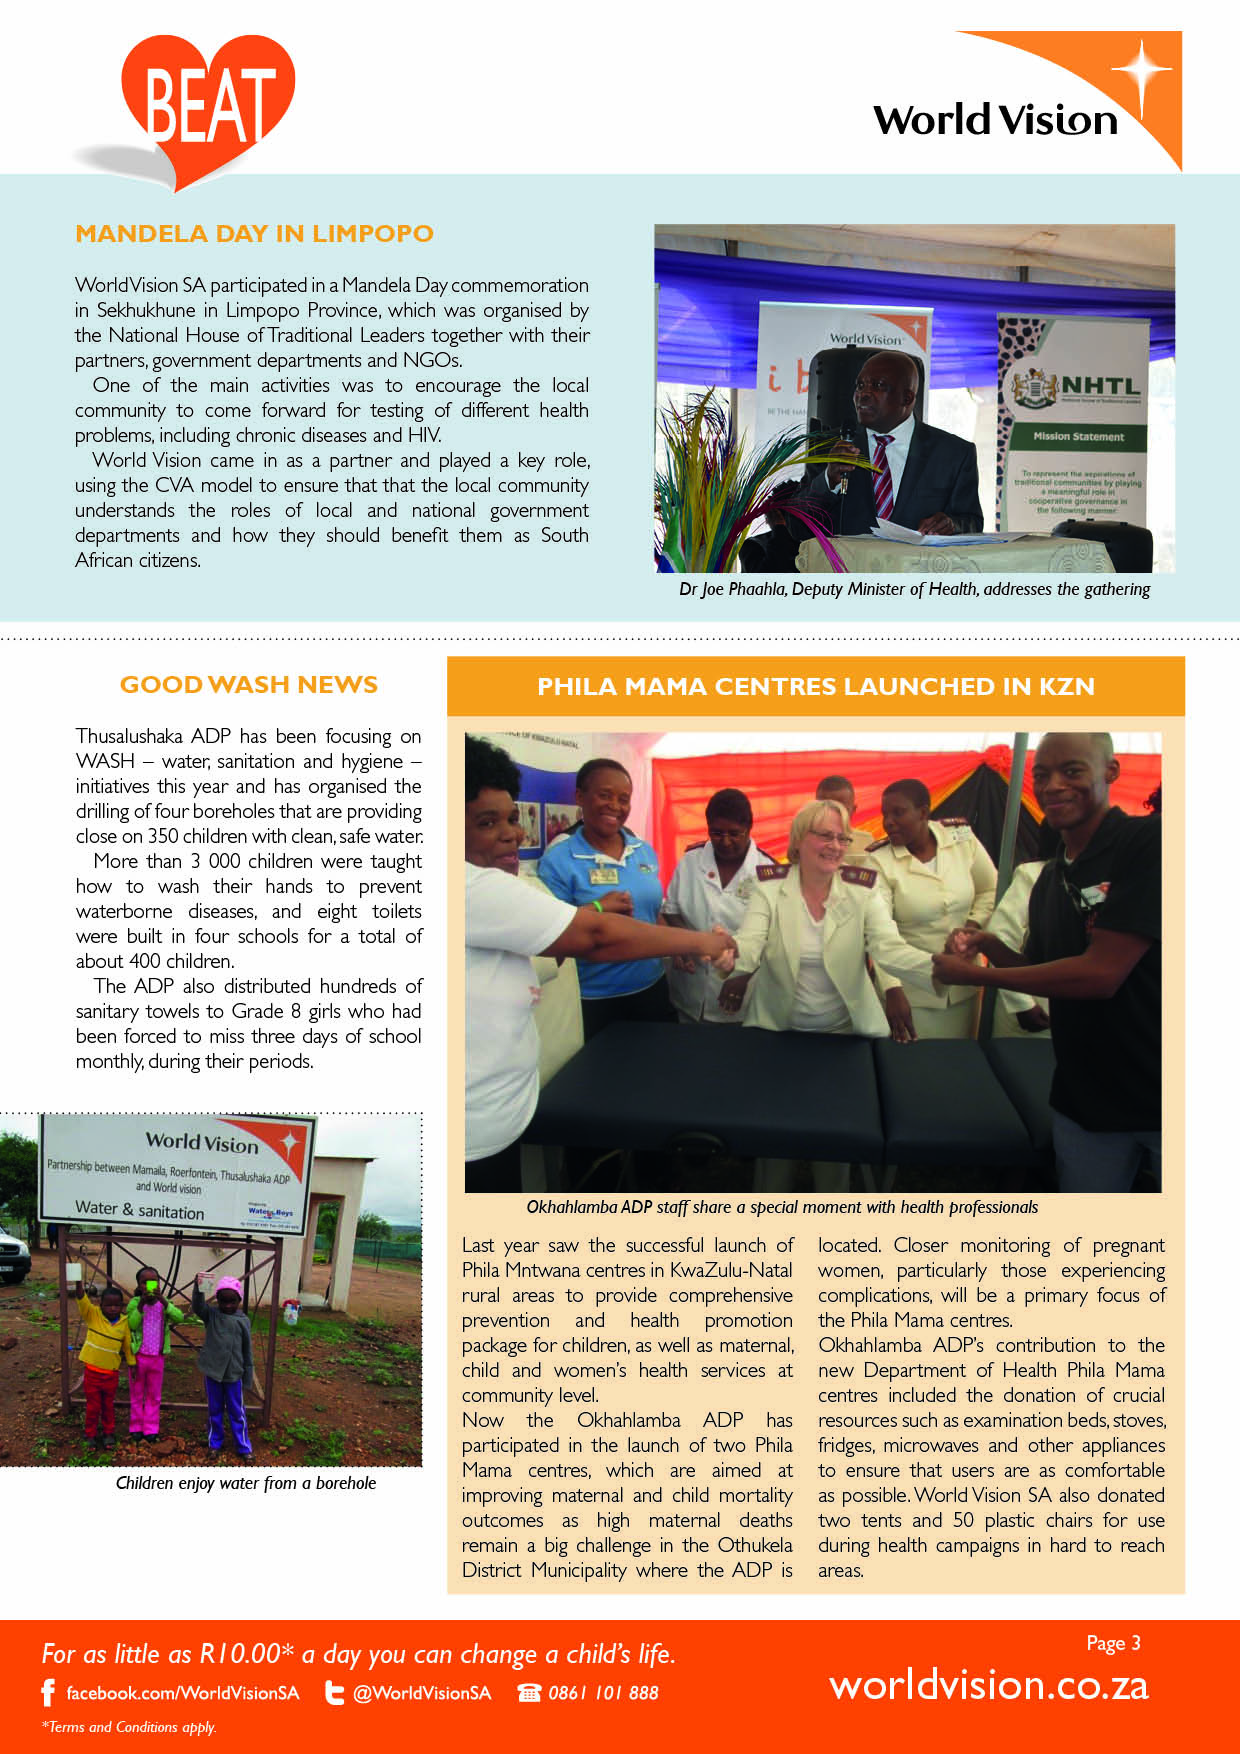 BEAT
World Vision
MANDELA DAY IN LIMPOPO
World Vision SA participated in a Mandela Day commemoration
in Sekhukhune in Limpopo Province, which was organised by
the National House of Traditional Leaders together with their
partners, government departments and NGOs.
One of the main activities was to encourage the local
community to come forward for testing of different health
problems, including chronic diseases and HIV.
World Vision came in as a partner and played a key role,
using the CVA model to ensure that that the local community
understands the roles of local and national government
departments and how they should benefit them as South
African citizens.
World Vision
i b
NHTL
National House of Traditional Leaders
Mission Statement
To represent the aspirations of
traditional communities by playing
a meaningful role in
cooperative governance in
the following manner:
Dr Joe Phaahla, Deputy Minister of Health, addresses the gathering
GOOD WASH NEWS
Thusalushaka ADP has been focusing on
WASH – water, sanitation and hygiene –
initiatives this year and has organised the
drilling of four boreholes that are providing
close on 350 children with clean, safe water.
More than 3 000 children were taught
how to wash their hands to prevent
waterborne diseases, and eight toilets
were built in four schools for a total of
about 400 children.
The ADP also distributed hundreds of
sanitary towels to Grade 8 girls who had
been forced to miss three days of school
monthly, during their periods.
World Vision
Partnership between Mamaila, Roerfontein, Thusalushaka ADP
and World vision
Water & sanitation
Water Boys
Children enjoy water from a borehole
PHILA MAMA CENTRES LAUNCHED IN KZN
OF KWAZULU-NATAL
Okhahlamba ADP staff share a special moment with health professionals
Last year saw the successful launch of
Phila Mntwana centres in KwaZulu-Natal
rural areas to provide comprehensive
prevention and health promotion
package for children, as well as maternal,
child and women's health services at
community level.
Now the Okhahlamba ADP has
participated in the launch of two Phila
Mama centres, which are aimed at
improving maternal and child mortality
outcomes as high maternal deaths
remain a big challenge in the Othukela
District Municipality where the ADP is
located. Closer monitoring of pregnant
women, particularly those experiencing
complications, will be a primary focus of
the Phila Mama centres.
Okhahlamba ADP's contribution to the
new Department of Health Phila Mama
centres included the donation of crucial
resources such as examination beds, stoves,
fridges, microwaves and other appliances
to ensure that users are as comfortable
as possible. World Vision SA also donated
two tents and 50 plastic chairs for use
during health campaigns in hard to reach
areas.
For as little as R10.00* a day you can change a child's life.
facebook.com/WorldVisionSA @WorldVisionSA 0861 101 888
*Terms and Conditions apply.
Page 3
worldvision.co.za